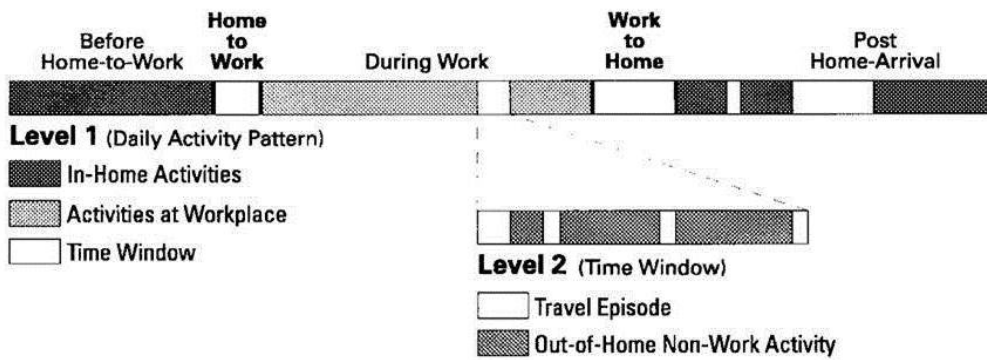 Before Home-to-Work
Home to Work
During Work
Work to Home
Post Home-Arrival
Level 1 (Daily Activity Pattern)
In-Home Activities
Activities at Workplace
Time Window
Level 2 (Time Window)
Travel Episode
Out-of-Home Non-Work Activity